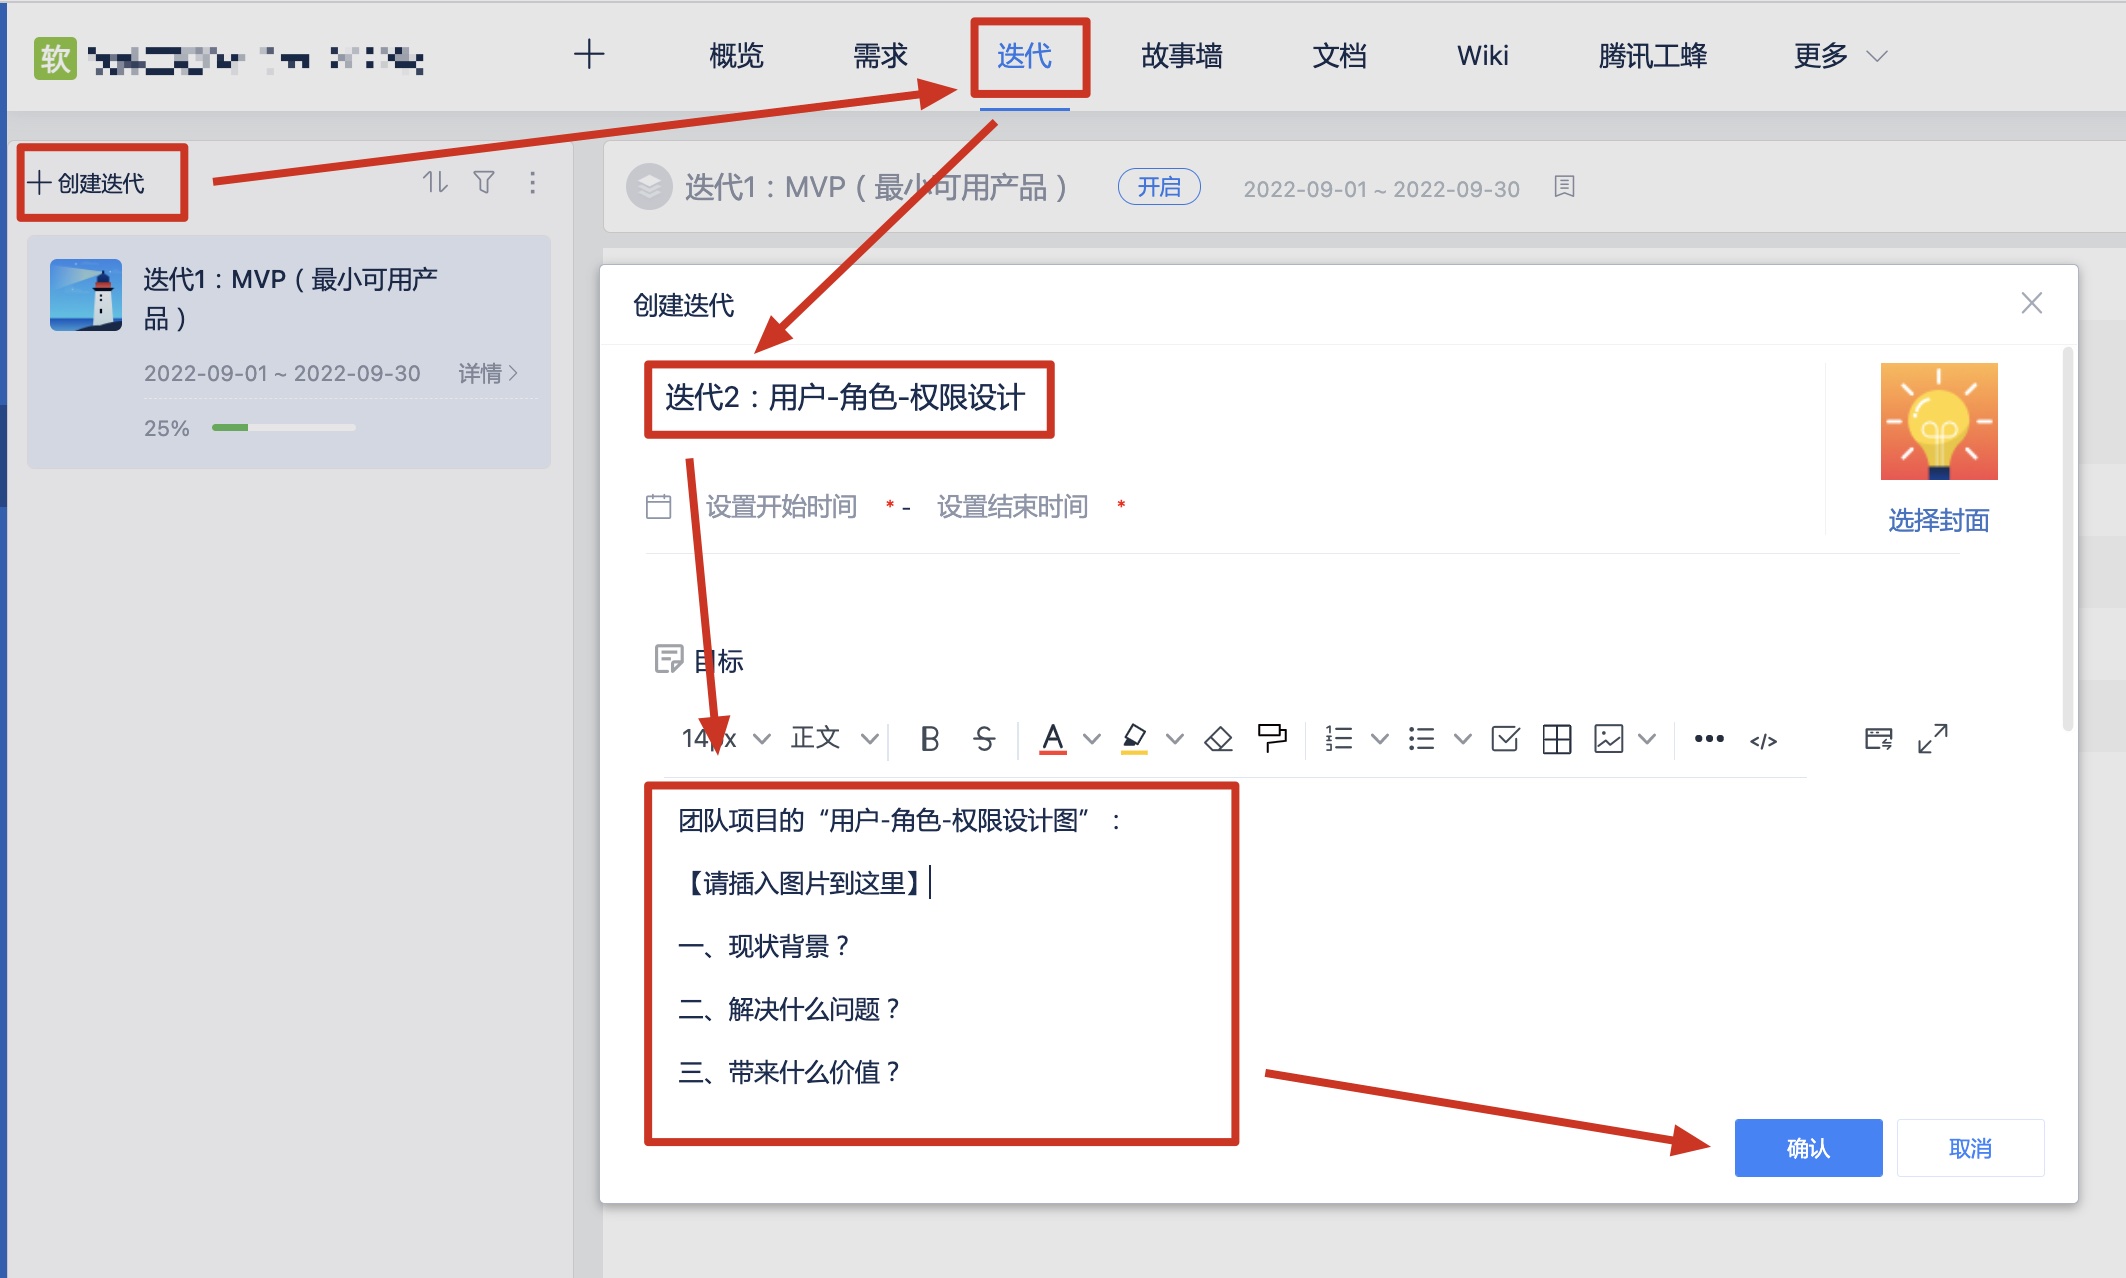 软
概览
需求
迭代
故事墙
文档
Wiki
腾讯工蜂
更多
创建迭代
迭代1：MVP（最小可用产
品）
2022-09-01 ~ 2022-09-30
详情
25%
迭代1：MVP（最小可用产品）
开启
2022-09-01 ~ 2022-09-30
创建迭代
迭代2：用户-角色-权限设计
设置开始时间 * - 设置结束时间 *
选择封面
目标
14px
正文
B
S
A
</>
团队项目的“用户-角色-权限设计图”：
【请插入图片到这里】
一、现状背景？
二、解决什么问题？
三、带来什么价值？
确认
取消